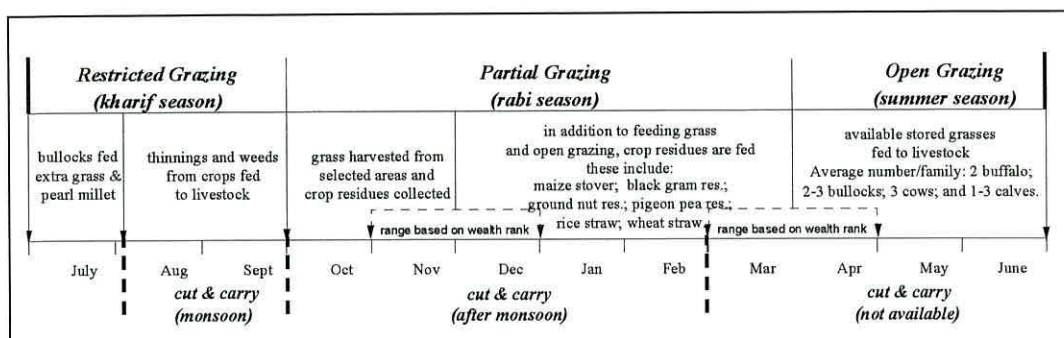 Restricted Grazing
(kharif season)
Partial Grazing
(rabi season)
Open Grazing
(summer season)
bullocks fed
extra grass &
pearl millet
thinnings and weeds
from crops fed
to livestock
grass harvested from
selected areas and
crop residues collected
in addition to feeding grass
and open grazing, crop residues are fed
these include:
maize stover; black gram res.;
ground nut res.; pigeon pea res.;
rice straw; wheat straw
available stored grasses
fed to livestock
Average number/family: 2 buffalo;
2-3 bullocks; 3 cows; and 1-3 calves.
range based on wealth rank
range based on wealth rank
July Aug Sept Oct Nov Dec Jan Feb Mar Apr May June
cut & carry
(monsoon)
cut & carry
(after monsoon)
cut & carry
(not available)